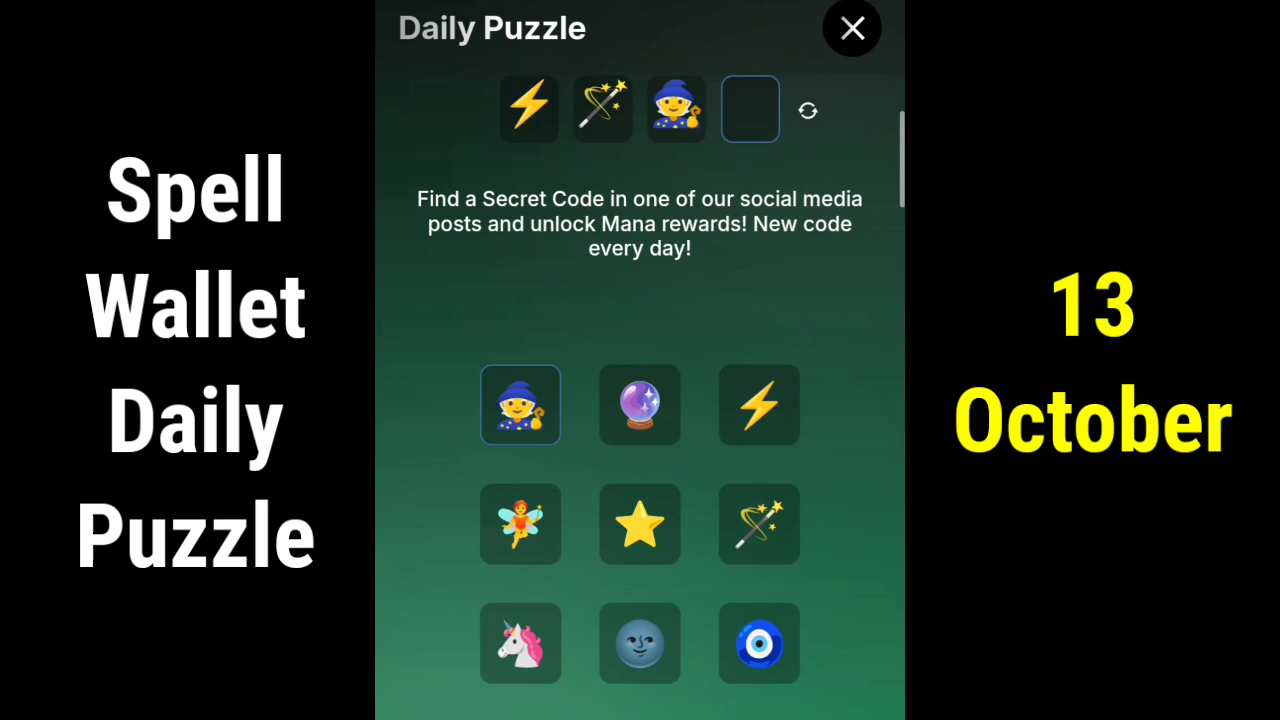 Daily Puzzle
Find a Secret Code in one of our social media
posts and unlock Mana rewards! New code
every day!
Spell
Wallet
Daily
Puzzle
13
October